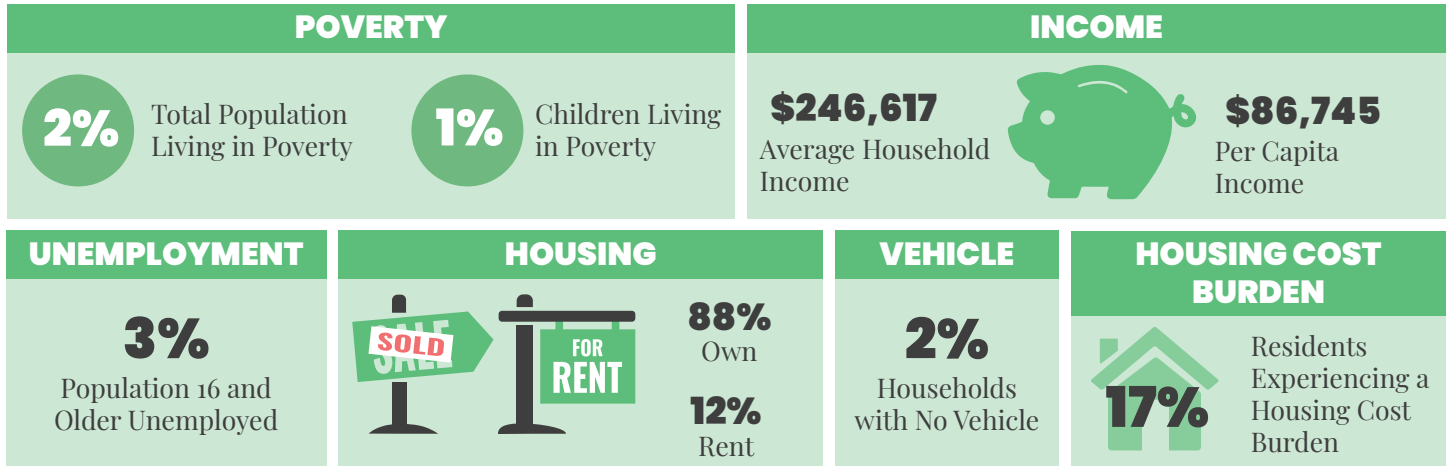 POVERTY
2%
Total Population
Living in Poverty
1%
Children Living
in Poverty
INCOME
$246,617
Average Household
Income
$86,745
Per Capita
Income
UNEMPLOYMENT
3%
Population 16 and
Older Unemployed
HOUSING
SALE
SOLD
FOR
RENT
88%
Own
12%
Rent
VEHICLE
2%
Households
with No Vehicle
HOUSING COST
BURDEN
17%
Residents
Experiencing a
Housing Cost
Burden